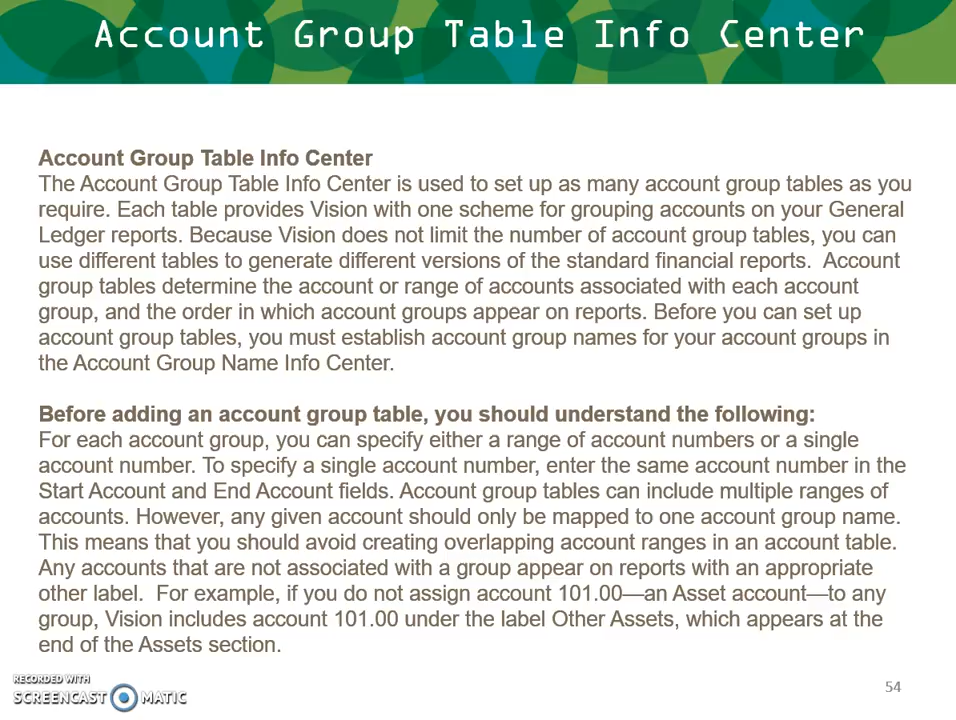 Account Group Table Info Center
Account Group Table Info Center
The Account Group Table Info Center is used to set up as many account group tables as you
require. Each table provides Vision with one scheme for grouping accounts on your General
Ledger reports. Because Vision does not limit the number of account group tables, you can
use different tables to generate different versions of the standard financial reports.  Account
group tables determine the account or range of accounts associated with each account
group, and the order in which account groups appear on reports. Before you can set up
account group tables, you must establish account group names for your account groups in
the Account Group Name Info Center.
Before adding an account group table, you should understand the following:
For each account group, you can specify either a range of account numbers or a single
account number. To specify a single account number, enter the same account number in the
Start Account and End Account fields. Account group tables can include multiple ranges of
accounts. However, any given account should only be mapped to one account group name.
This means that you should avoid creating overlapping account ranges in an account table.
Any accounts that are not associated with a group appear on reports with an appropriate
other label.  For example, if you do not assign account 101.00—an Asset account—to any
group, Vision includes account 101.00 under the label Other Assets, which appears at the
end of the Assets section.
RECORDED WITH
SCREENCAST MATIC
54